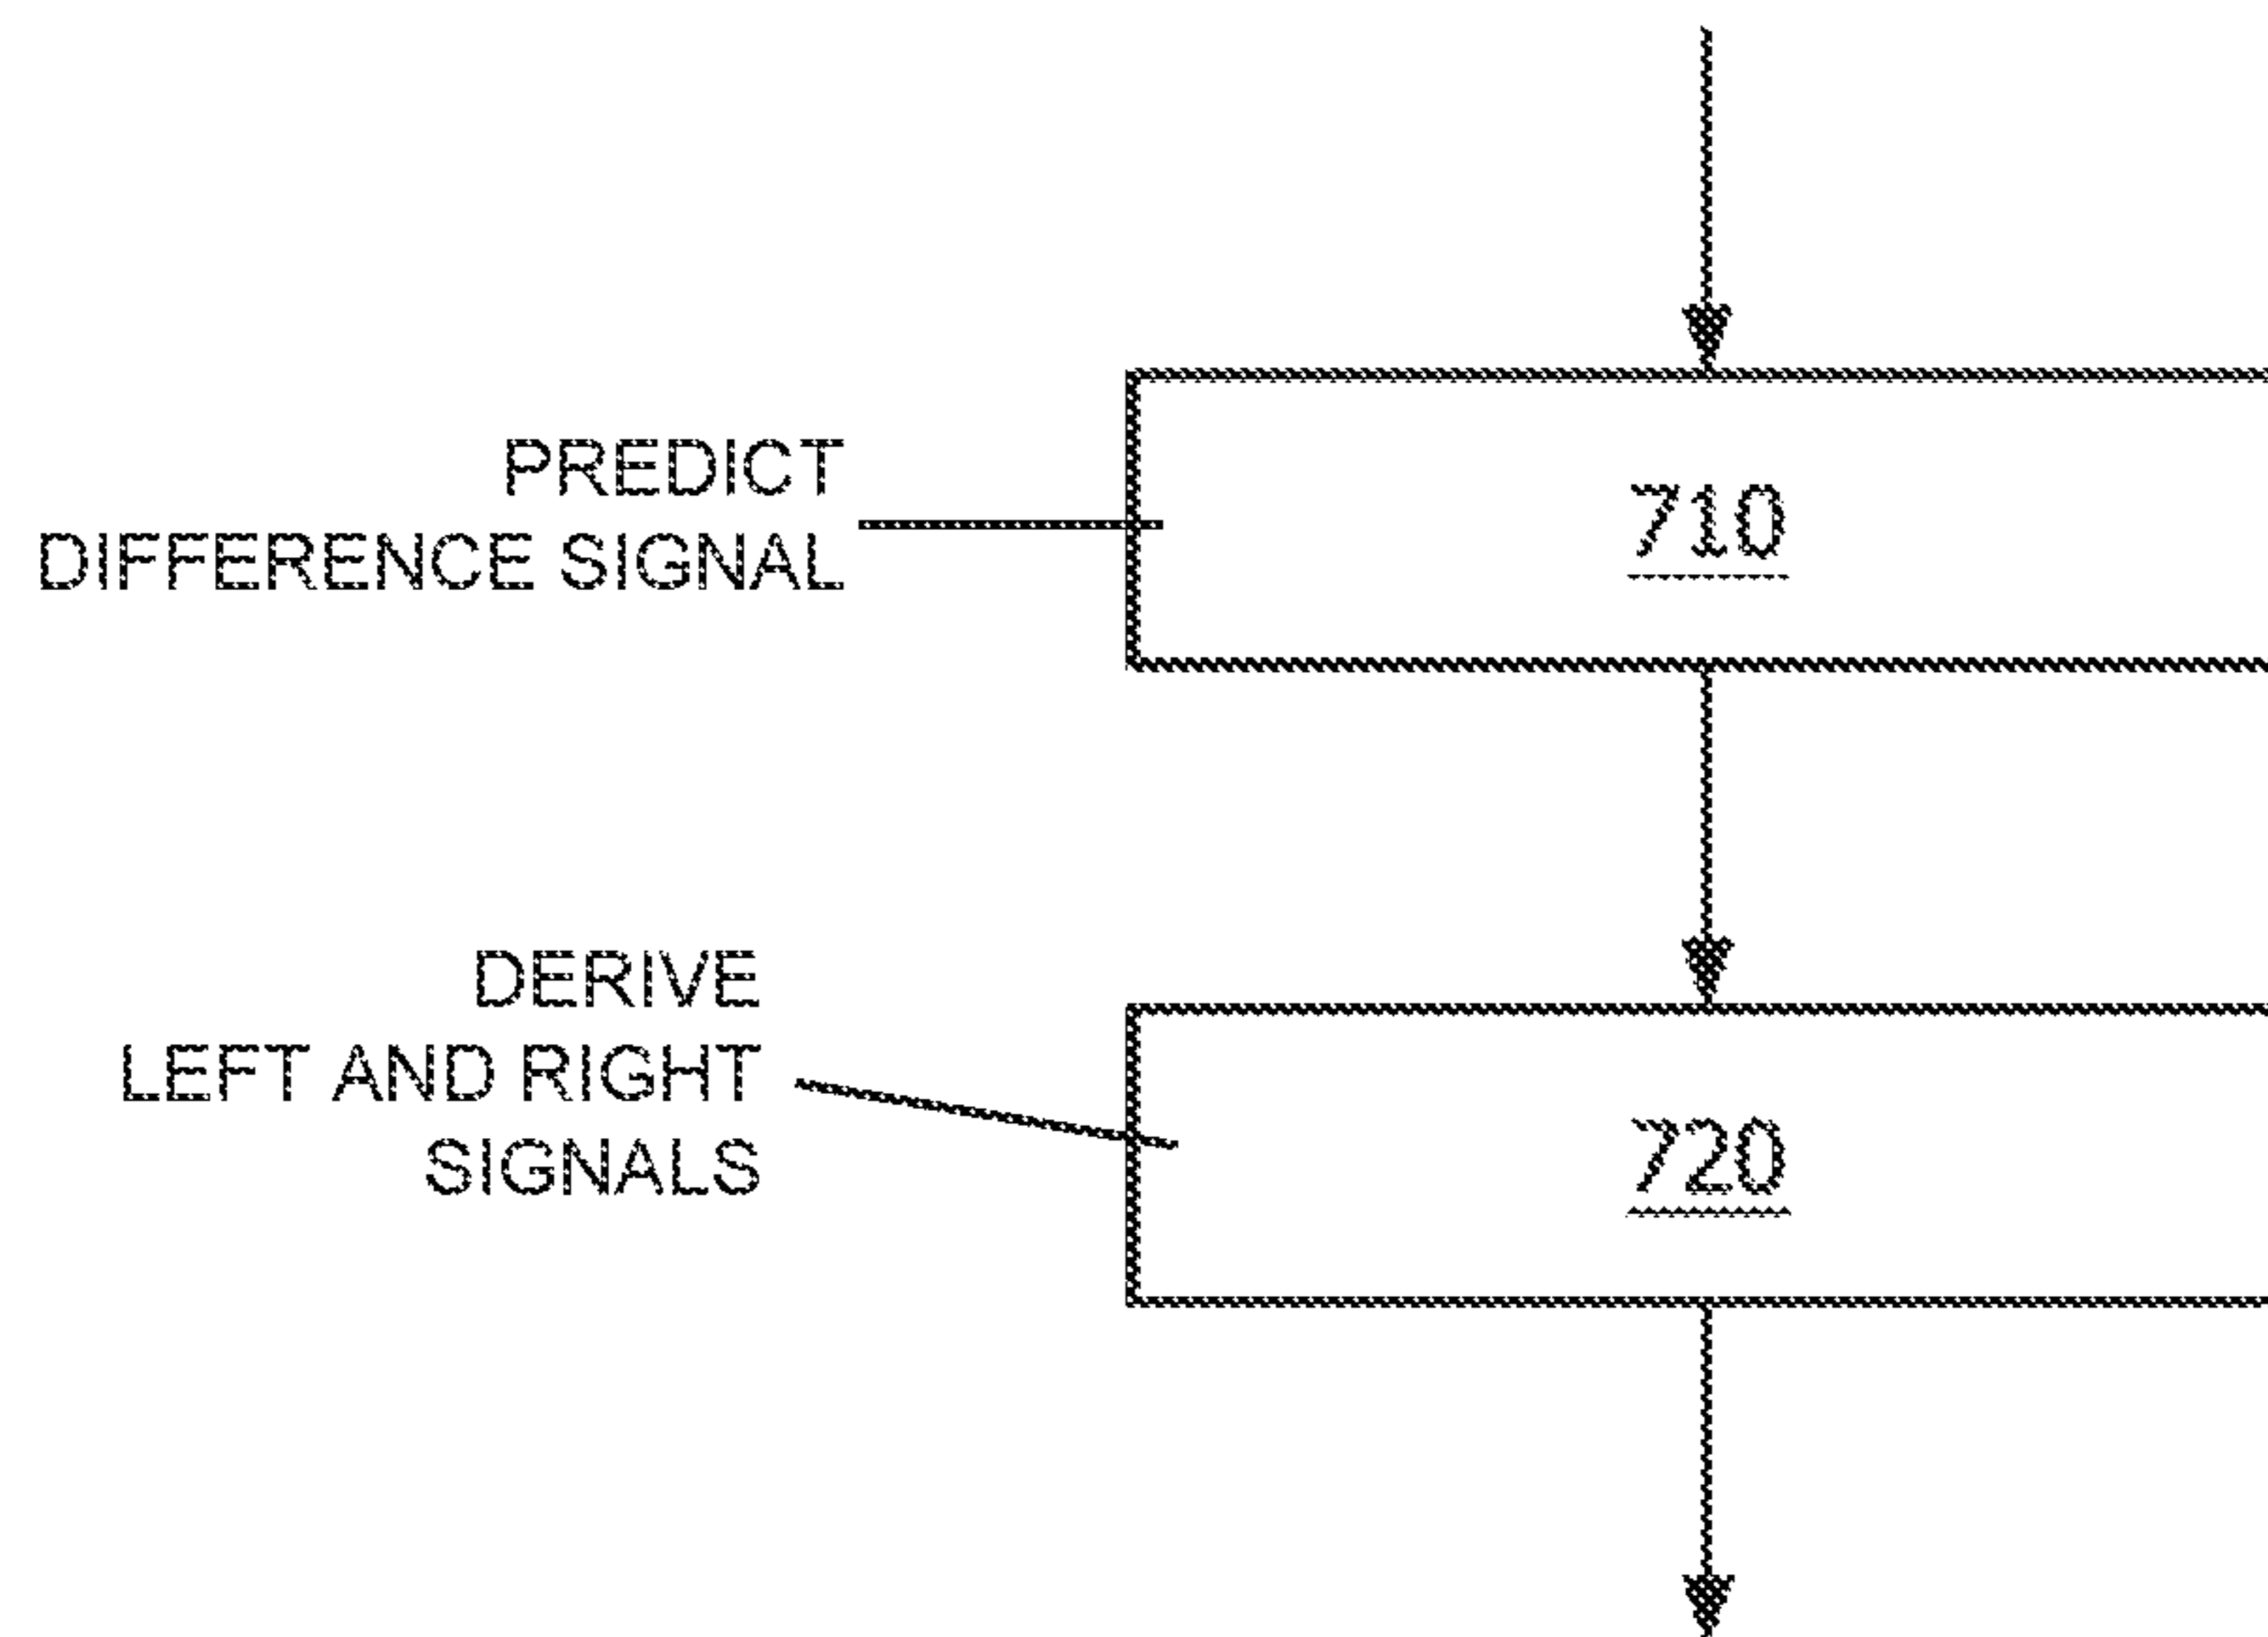 PREDICT
DIFFERENCE SIGNAL
710
DERIVE
LEFT AND RIGHT
SIGNALS
720